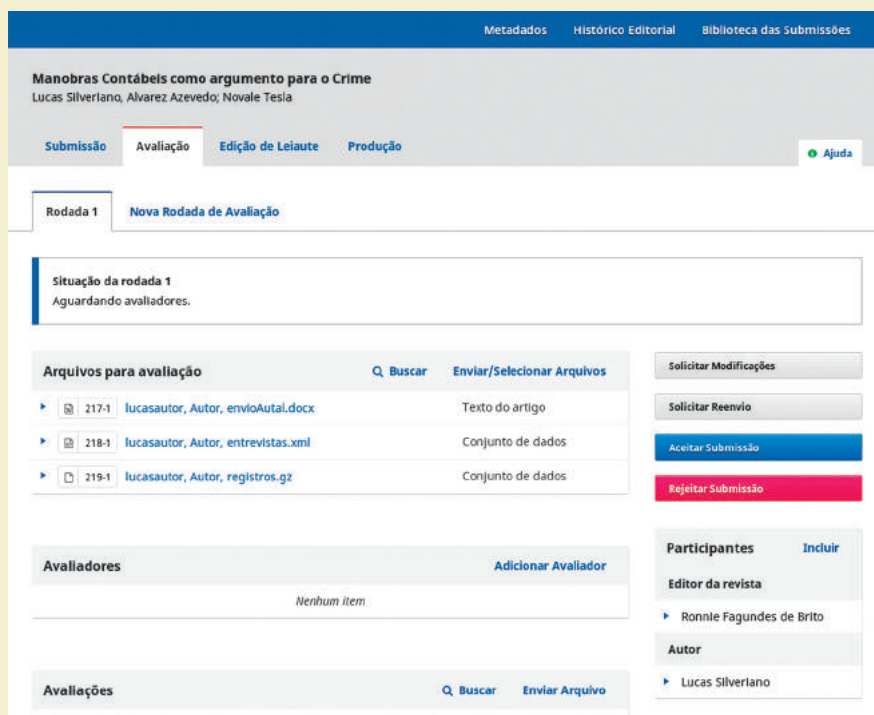 Metadados Histórico Editorial Biblioteca das Submissões
Manobras Contábeis como argumento para o Crime
Lucas Silveriano, Alvarez Azevedo; Novale Tesla
Submissão Avaliação Edição de Leiaute Produção
Ajuda
Rodada 1 Nova Rodada de Avaliação
Situação da rodada 1
Aguardando avaliadores.
Arquivos para avaliação Buscar Enviar/Selecionar Arquivos
217-1 lucasautor, Autor, envioAutal.docx Texto do artigo
218-1 lucasautor, Autor, entrevistas.xml Conjunto de dados
219-1 lucasautor, Autor, registros.gz Conjunto de dados
Solicitar Modificações
Solicitar Reenvio
Aceitar Submissão
Rejeitar Submissão
Avaliadores Adicionar Avaliador
Nenhum item
Participantes Incluir
Editor da revista
Ronnie Fagundes de Brito
Autor
Lucas Silveriano
Avaliações Buscar Enviar Arquivo